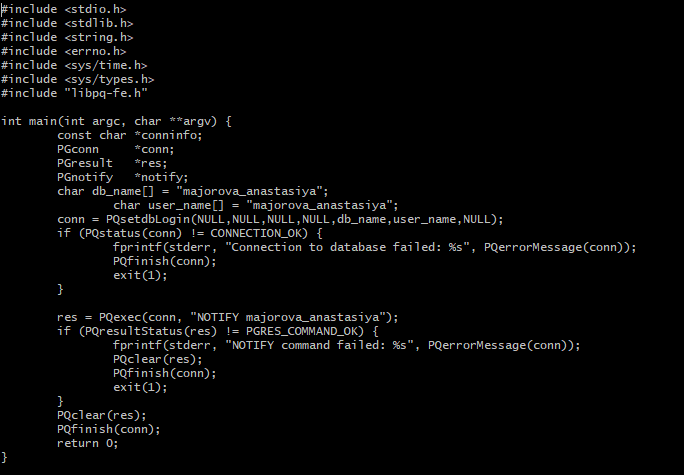 #include <stdio.h>
#include <stdlib.h>
#include <string.h>
#include <errno.h>
#include <sys/time.h>
#include <sys/types.h>
#include "libpq-fe.h"

int main(int argc, char **argv) {
        const char *conninfo;
        PGconn     *conn;
        PGresult   *res;
        PGnotify   *notify;
        char db_name[] = "majorova_anastasiya";
                char user_name[] = "majorova_anastasiya";
        conn = PQsetdbLogin(NULL,NULL,NULL,NULL,db_name,user_name,NULL);
        if (PQstatus(conn) != CONNECTION_OK) {
                fprintf(stderr, "Connection to database failed: %s", PQerrorMessage(conn));
                PQfinish(conn);
                exit(1);
        }

        res = PQexec(conn, "NOTIFY majorova_anastasiya");
        if (PQresultStatus(res) != PGRES_COMMAND_OK) {
                fprintf(stderr, "NOTIFY command failed: %s", PQerrorMessage(conn));
                PQclear(res);
                PQfinish(conn);
                exit(1);
        }
        PQclear(res);
        PQfinish(conn);
        return 0;
}